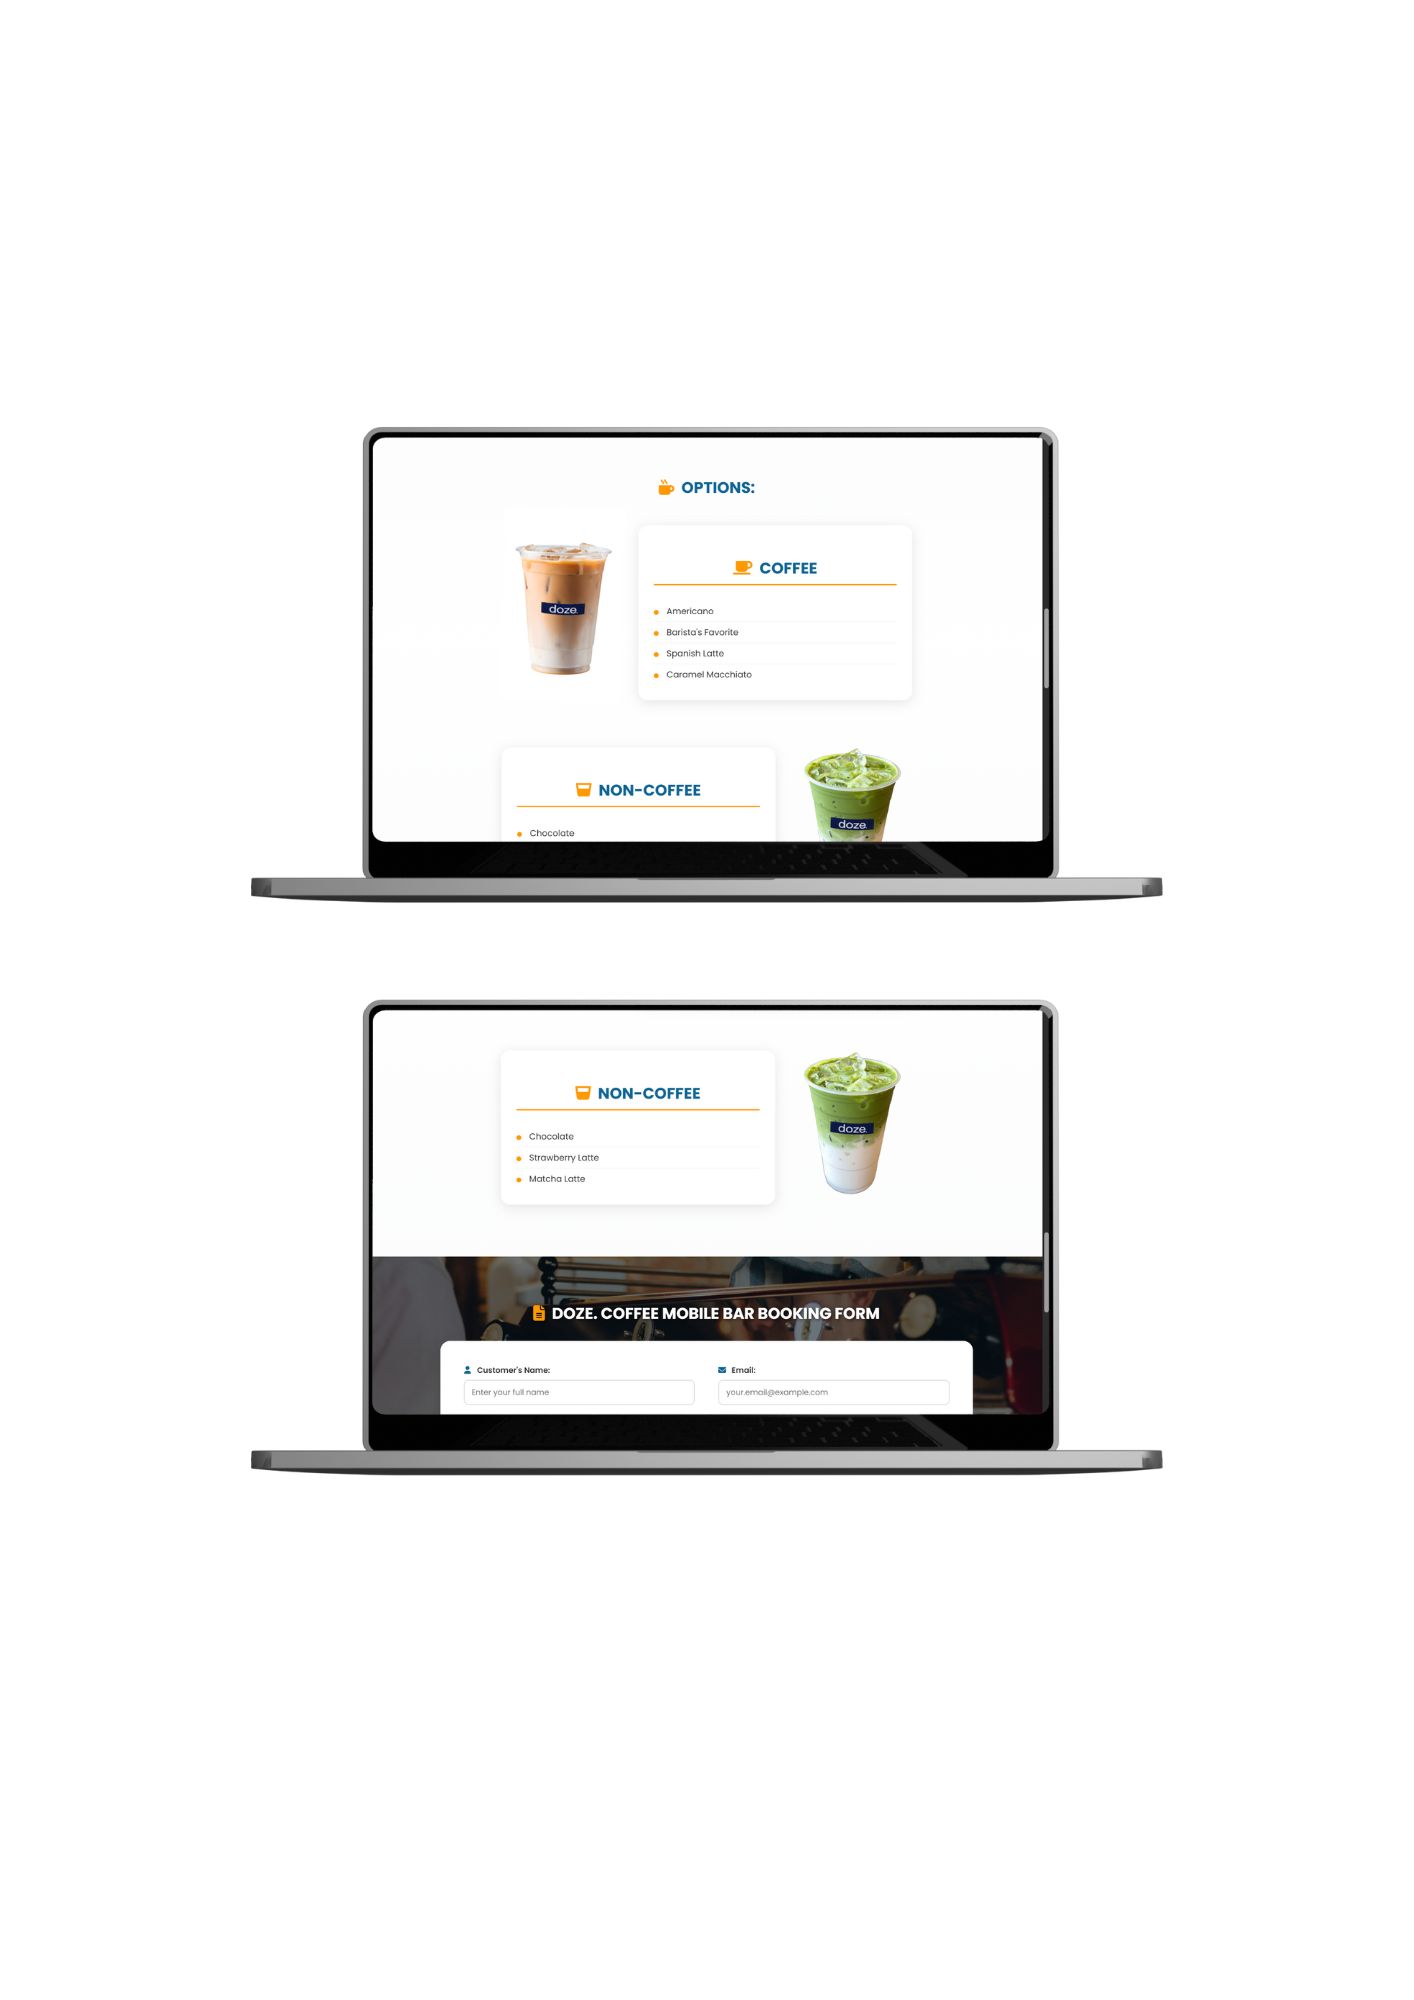 OPTIONS:
doze.
COFFEE
Americano
Barista's Favorite
Spanish Latte
Caramel Macchiato
NON-COFFEE
Chocolate
doze.
NON-COFFEE
Chocolate
Strawberry Latte
Matcha Latte
doze.
DOZE. COFFEE MOBILE BAR BOOKING FORM
Customer's Name:
Email:
Enter your full name
your.email@example.com